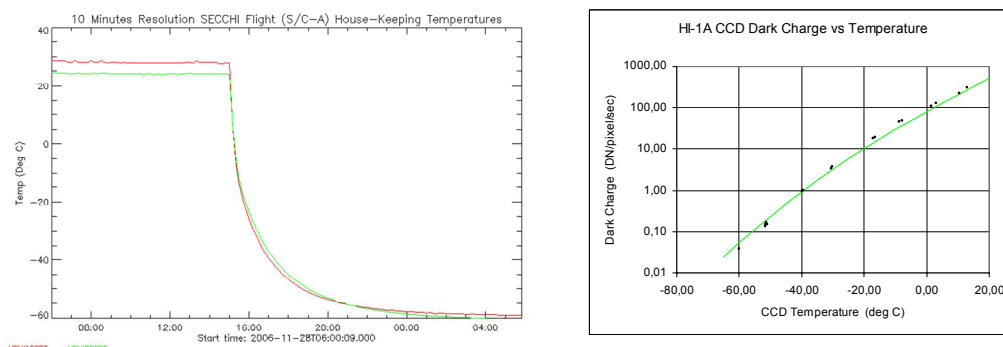 10 Minutes Resolution SECCHI Flight (S/C-A) House-Keeping Temperatures
40
20
0
-20
-40
-60
Temp (Deg C)
08:00 12:00 16:00 20:00 00:00 04:00
Start time: 2006-11-28T06:00:09.000
HI-1A CCD Dark Charge vs Temperature
1000,00
100,00
10,00
1,00
0,10
0,01
Dark Charge (DN/pixel/sec)
-80,00 -60,00 -40,00 -20,00 0,00 20,00
CCD Temperature (deg C)